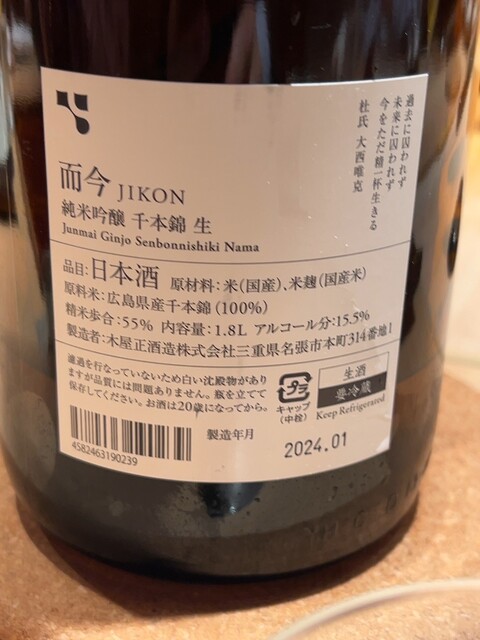 過去に囚われず
未来に囚われず
今をただ精一杯生きる
杜氏 大西唯克
而今 JIKON
純米吟醸 千本錦 生
Junmai Ginjo Senbonnishiki Nama
品目:日本酒 原材料:米(国産)、米麹(国産米)
原料米:広島県産千本錦(100%)
精米歩合:55% 内容量:1.8L アルコール分:15.5%
製造者:木屋正酒造株式会社三重県名張市本町314番地1
濾過を行なっていないため白い沈殿物があり
ますが品質には問題ありません。瓶を立てて
保存してください。お酒は20歳になってから。
プラ
キャップ
(中栓)
生酒
要冷蔵
Keep Refrigerated
4582463190239
製造年月
2024.01